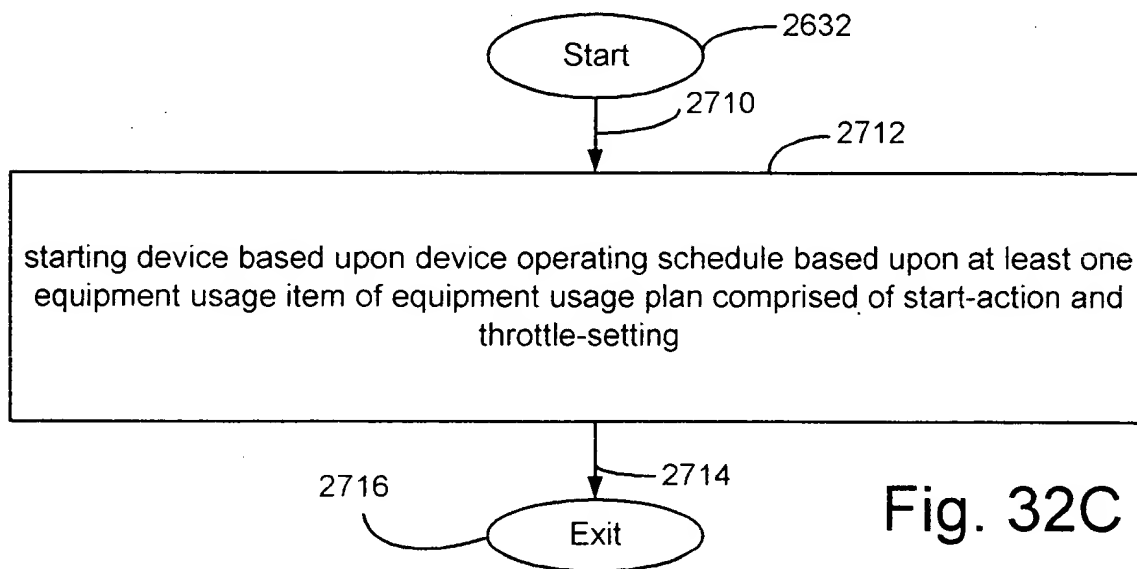 Start
2632
2710
2712
starting device based upon device operating schedule based upon at least one
equipment usage item of equipment usage plan comprised of start-action and
throttle-setting
2714
2716
Exit
Fig. 32C